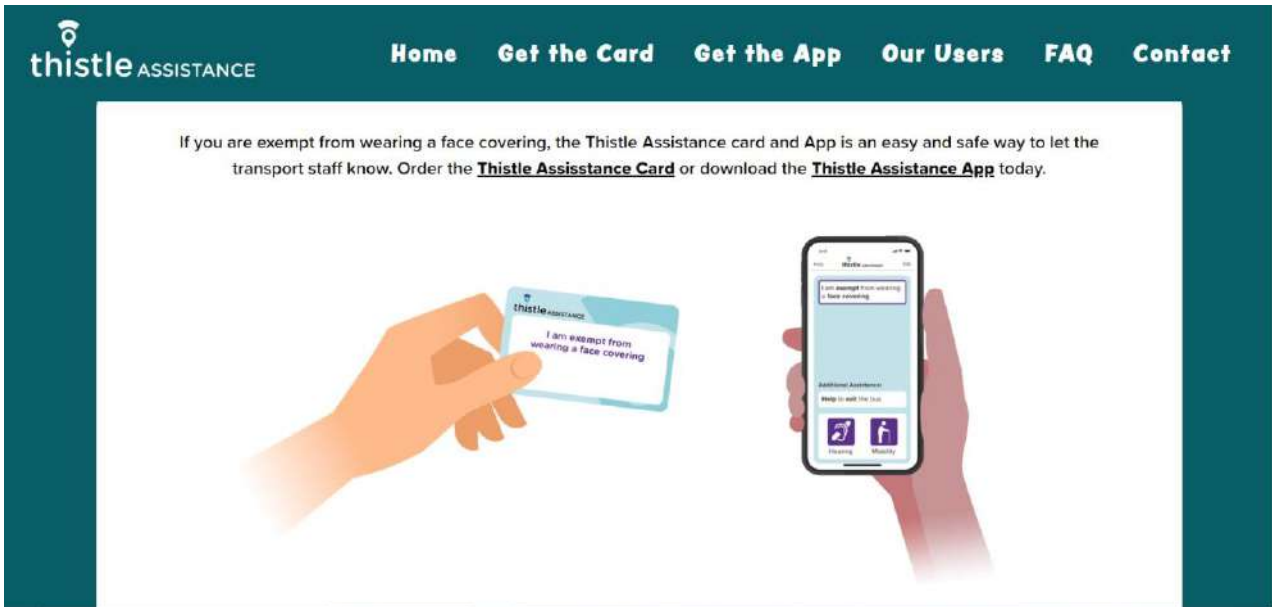 thistle ASSISTANCE
Home Get the Card Get the App Our Users FAQ Contact
If you are exempt from wearing a face covering, the Thistle Assistance card and App is an easy and safe way to let the
transport staff know. Order the Thistle Assisstance Card or download the Thistle Assistance App today.
thistle ASSISTANCE
I am exempt from
wearing a face covering
thistle
I am exempt from wearing
a face covering
Additional Assistance:
Help to exit the bus
Hearing Mobility